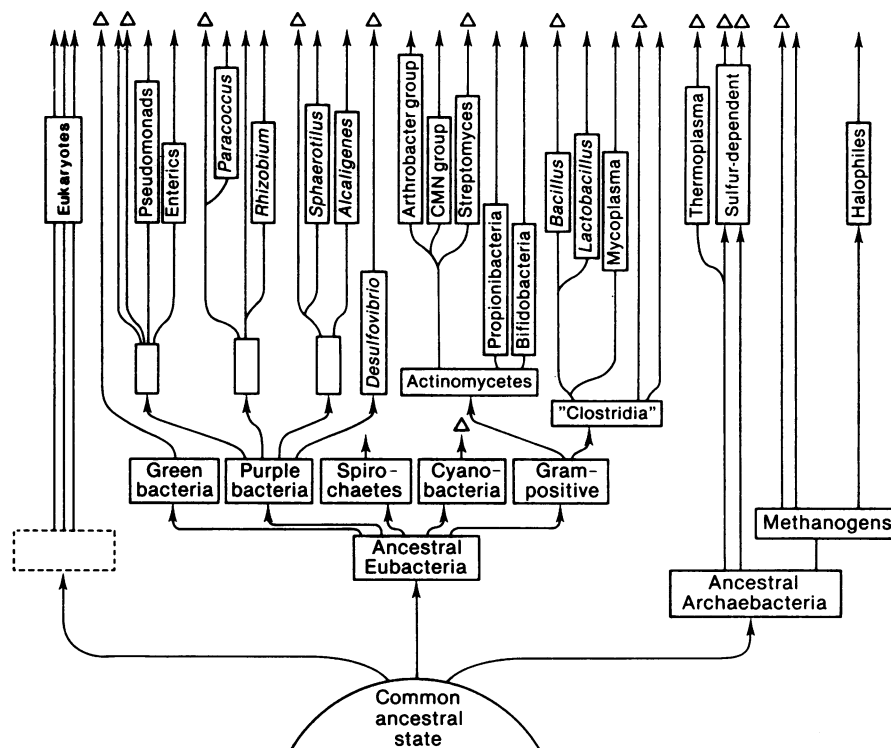 Eukaryotes
Pseudomonads
Enterics
Paracoccus
Rhizobium
Sphaerotilus
Alcaligenes
Desulfovibrio
Arthrobacter group
CMN group
Streptomyces
Propionibacteria
Bifidobacteria
Bacillus
Lactobacillus
Mycoplasma
Thermoplasma
Sulfur-dependent
Halophiles
Actinomycetes
"Clostridia"
Green
bacteria
Purple
bacteria
Spiro-
chaetes
Cyano-
bacteria
Gram-
positive
Methanogens
Ancestral
Eubacteria
Ancestral
Archaebacteria
Common
ancestral
state